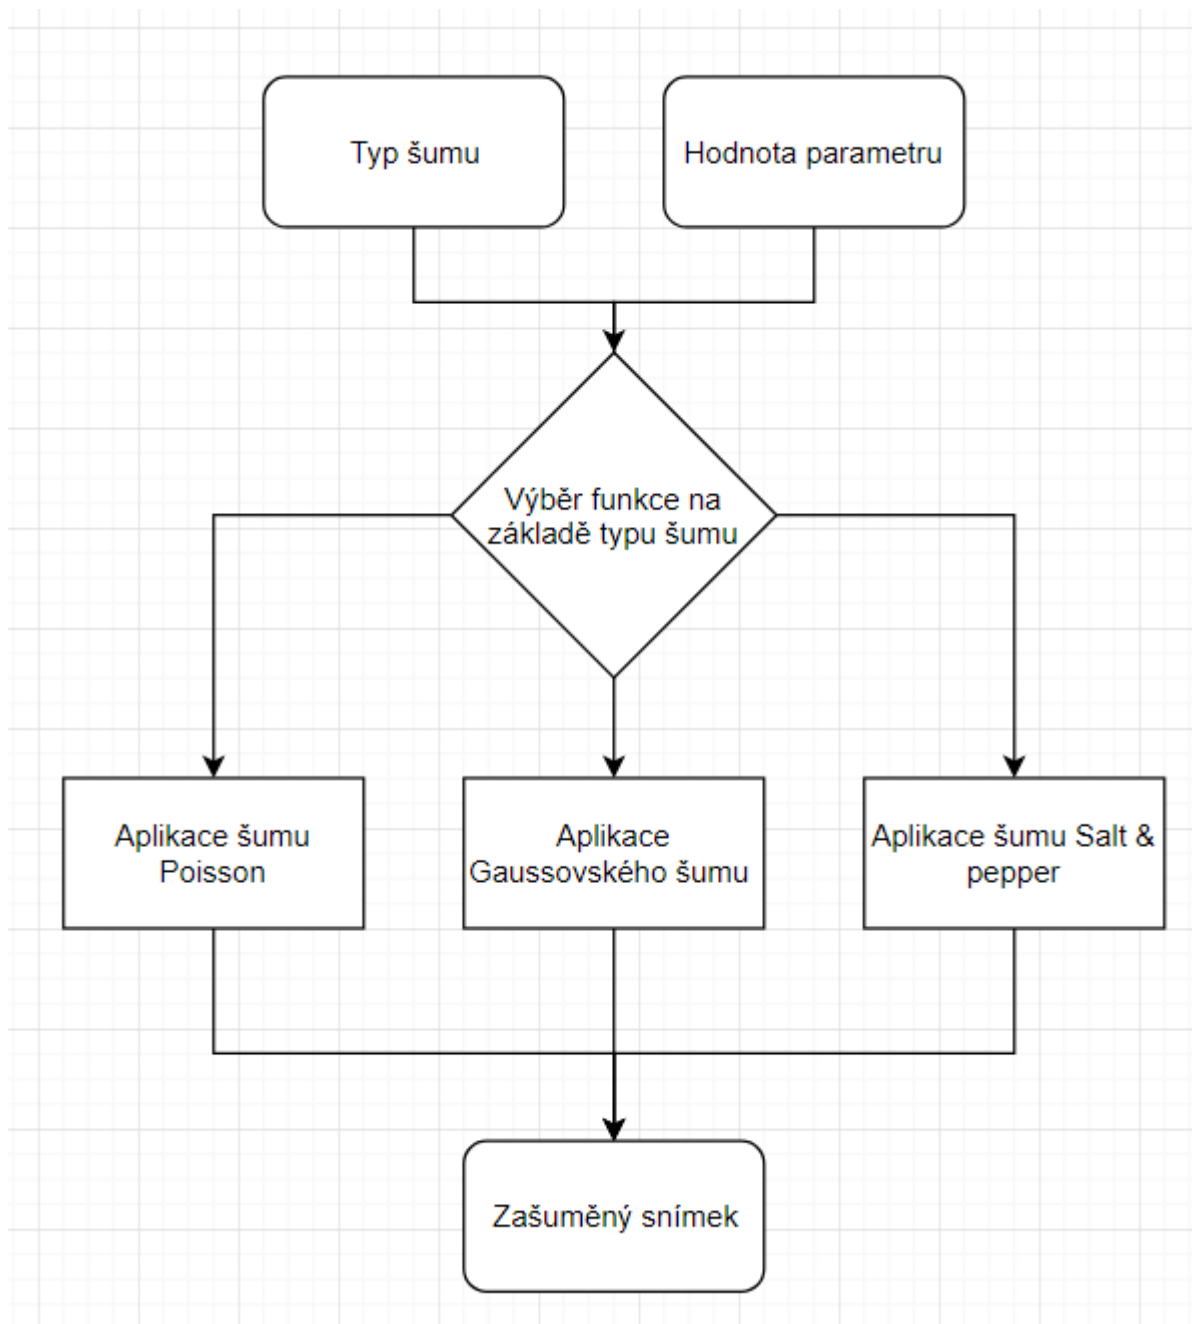 Typ šumu
Hodnota parametru
Výběr funkce na
základě typu šumu
Aplikace šumu
Poisson
Aplikace
Gaussovského šumu
Aplikace šumu Salt &
pepper
Zašuměný snímek